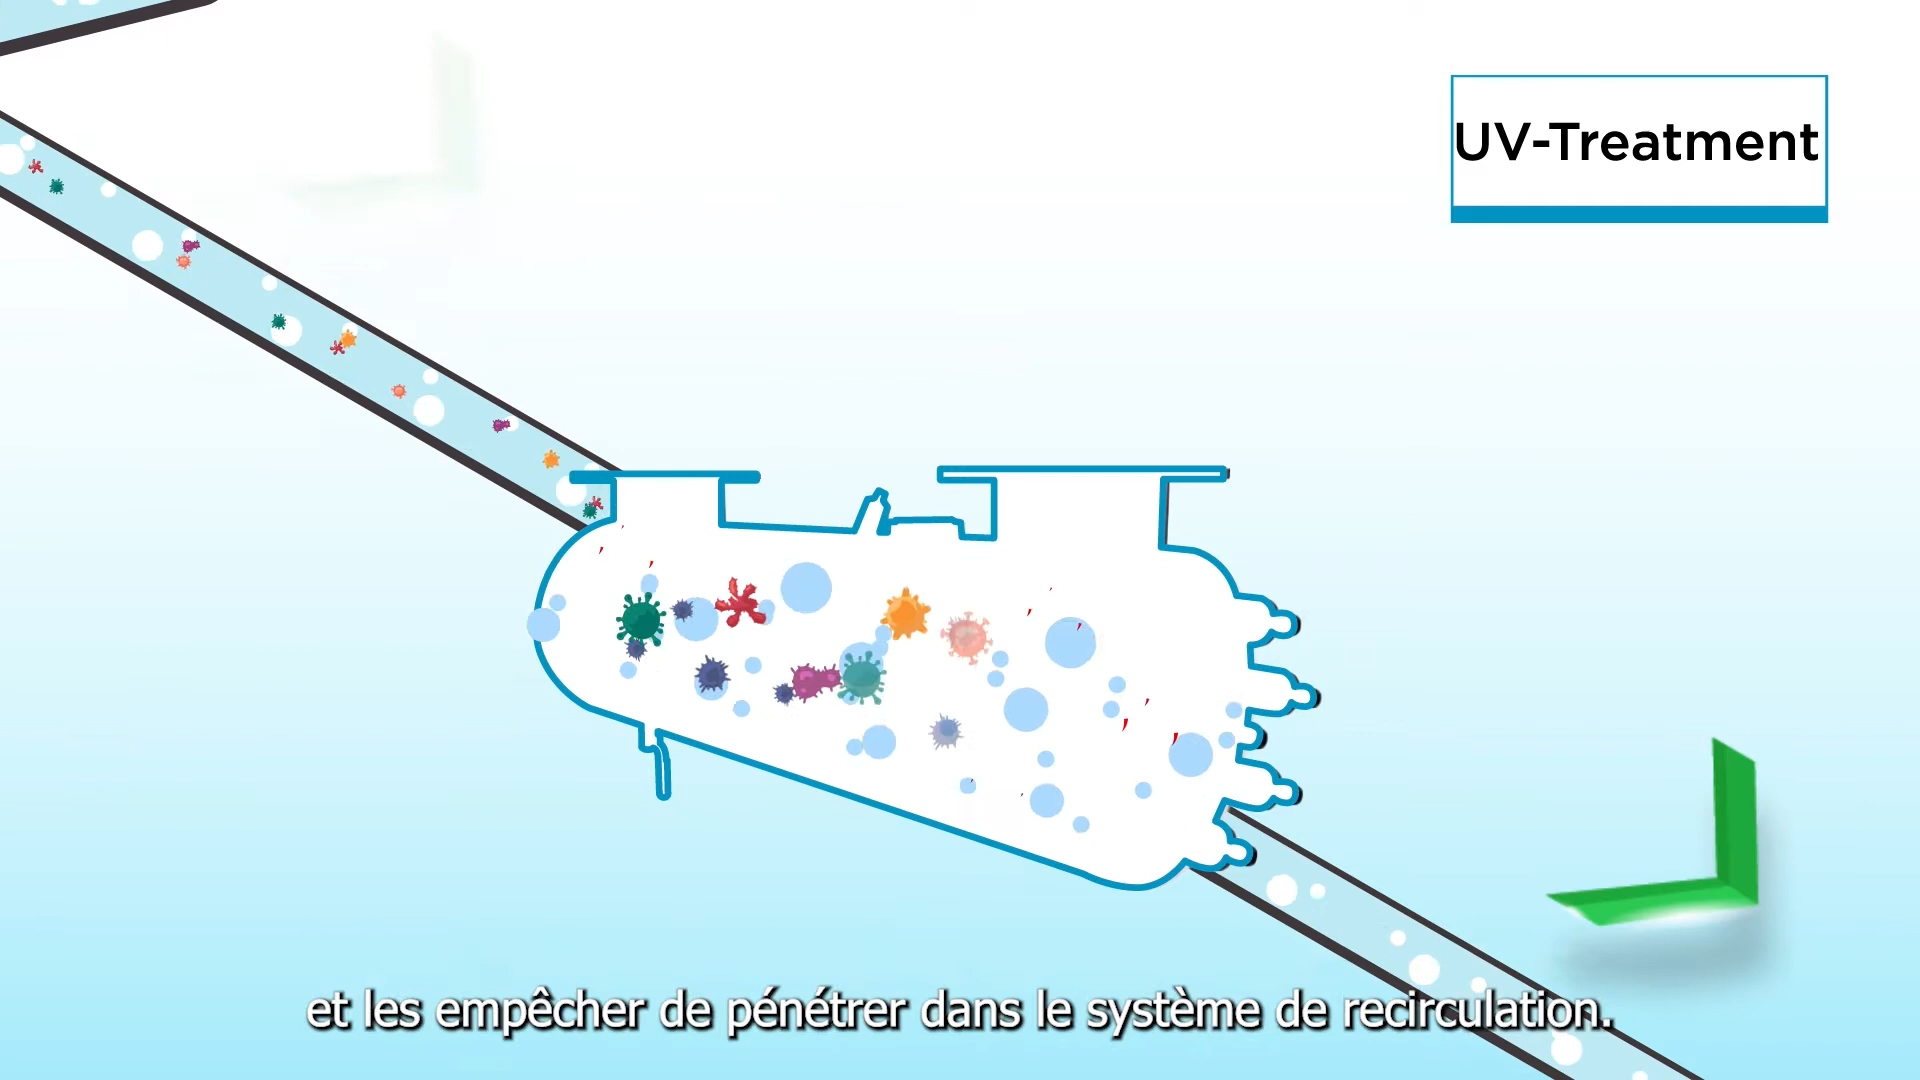 UV-Treatment
et les empêcher de pénétrer dans le système de recirculation.